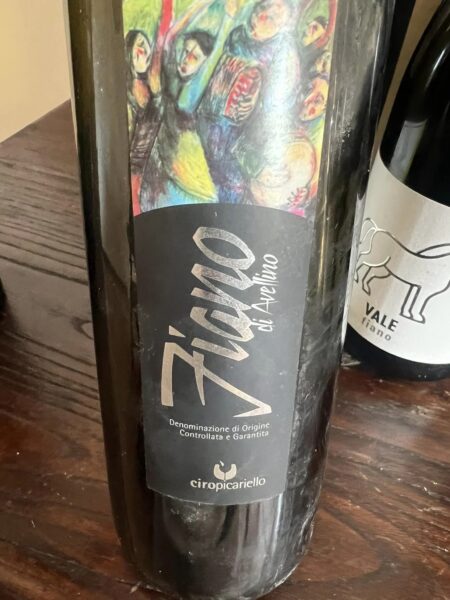 Fiano
di Avellino
Denominazione di Origine
Controllata e Garantita
ciropicariello
VALE
fiano